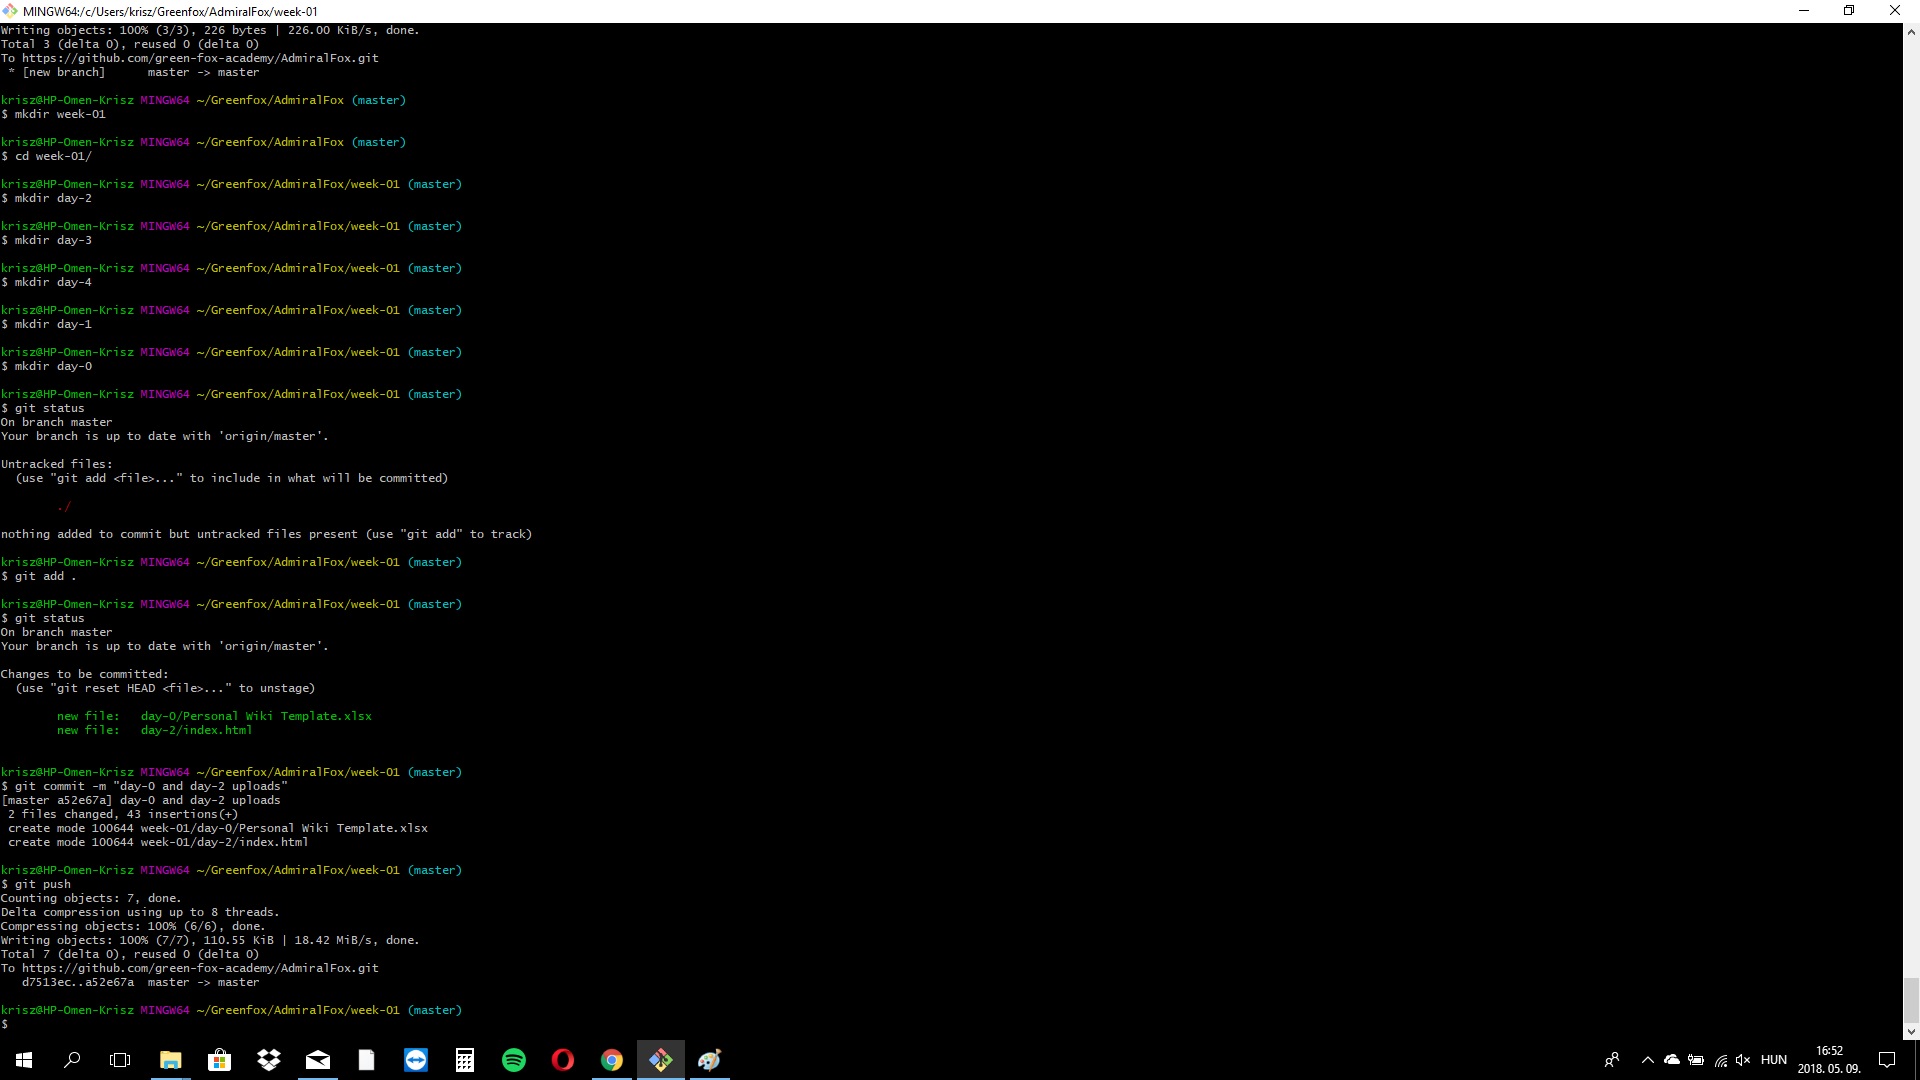 MINGW64:/c/Users/krisz/Greenfox/AdmiralFox/week-01
Writing objects: 100% (3/3), 226 bytes | 226.00 KiB/s, done.
Total 3 (delta 0), reused 0 (delta 0)
To https://github.com/green-fox-academy/AdmiralFox.git
 * [new branch]      master -> master

krisz@HP-Omen-Krisz MINGW64 ~/Greenfox/AdmiralFox (master)
$ mkdir week-01

krisz@HP-Omen-Krisz MINGW64 ~/Greenfox/AdmiralFox (master)
$ cd week-01/

krisz@HP-Omen-Krisz MINGW64 ~/Greenfox/AdmiralFox/week-01 (master)
$ mkdir day-2

krisz@HP-Omen-Krisz MINGW64 ~/Greenfox/AdmiralFox/week-01 (master)
$ mkdir day-3

krisz@HP-Omen-Krisz MINGW64 ~/Greenfox/AdmiralFox/week-01 (master)
$ mkdir day-4

krisz@HP-Omen-Krisz MINGW64 ~/Greenfox/AdmiralFox/week-01 (master)
$ mkdir day-1

krisz@HP-Omen-Krisz MINGW64 ~/Greenfox/AdmiralFox/week-01 (master)
$ mkdir day-0

krisz@HP-Omen-Krisz MINGW64 ~/Greenfox/AdmiralFox/week-01 (master)
$ git status
On branch master
Your branch is up to date with 'origin/master'.

Untracked files:
  (use "git add <file>..." to include in what will be committed)

        ./

nothing added to commit but untracked files present (use "git add" to track)

krisz@HP-Omen-Krisz MINGW64 ~/Greenfox/AdmiralFox/week-01 (master)
$ git add .

krisz@HP-Omen-Krisz MINGW64 ~/Greenfox/AdmiralFox/week-01 (master)
$ git status
On branch master
Your branch is up to date with 'origin/master'.

Changes to be committed:
  (use "git reset HEAD <file>..." to unstage)

        new file:   day-0/Personal Wiki Template.xlsx
        new file:   day-2/index.html

krisz@HP-Omen-Krisz MINGW64 ~/Greenfox/AdmiralFox/week-01 (master)
$ git commit -m "day-0 and day-2 uploads"
[master a52e67a] day-0 and day-2 uploads
 2 files changed, 43 insertions(+)
 create mode 100644 week-01/day-0/Personal Wiki Template.xlsx
 create mode 100644 week-01/day-2/index.html

krisz@HP-Omen-Krisz MINGW64 ~/Greenfox/AdmiralFox/week-01 (master)
$ git push
Counting objects: 7, done.
Delta compression using up to 8 threads.
Compressing objects: 100% (6/6), done.
Writing objects: 100% (7/7), 110.55 KiB | 18.42 MiB/s, done.
Total 7 (delta 0), reused 0 (delta 0)
To https://github.com/green-fox-academy/AdmiralFox.git
   d7513ec..a52e67a  master -> master

krisz@HP-Omen-Krisz MINGW64 ~/Greenfox/AdmiralFox/week-01 (master)
$
HUN
16:52
2018. 05. 09.